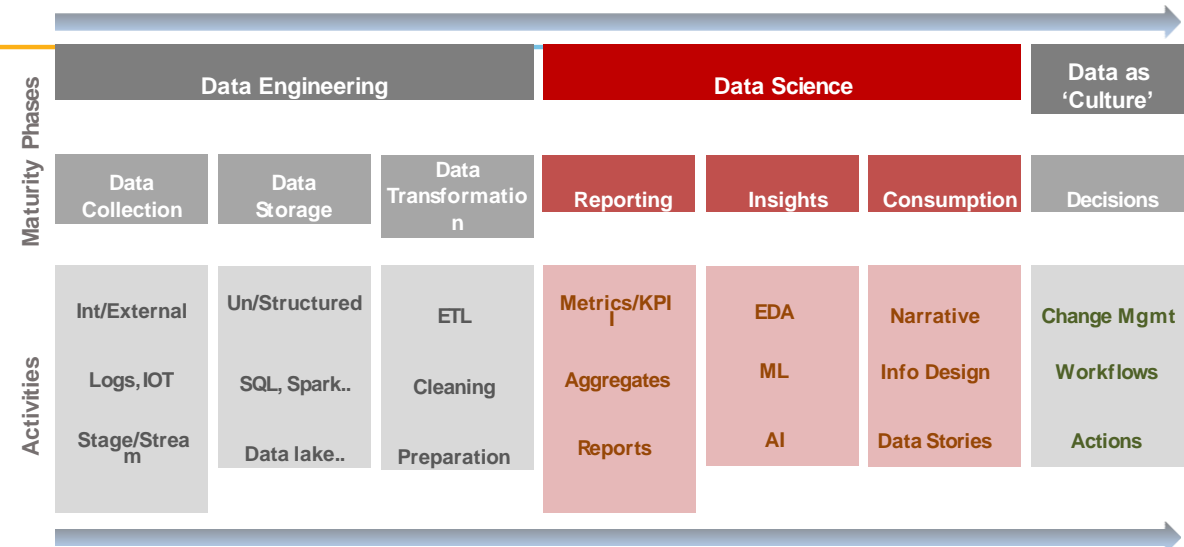 Maturity Phases
Data Engineering
Data Science
Data as
‘Culture’
Data
Collection
Data
Storage
Data
Transformatio
n
Reporting
Insights
Consumption
Decisions
Activities
Int/External
Logs, IOT
Stage/Strea
m
Un/Structured
SQL, Spark..
Data lake..
ETL
Cleaning
Preparation
Metrics/KPI
I
Aggregates
Reports
EDA
ML
AI
Narrative
Info Design
Data Stories
Change Mgmt
Workflows
Actions